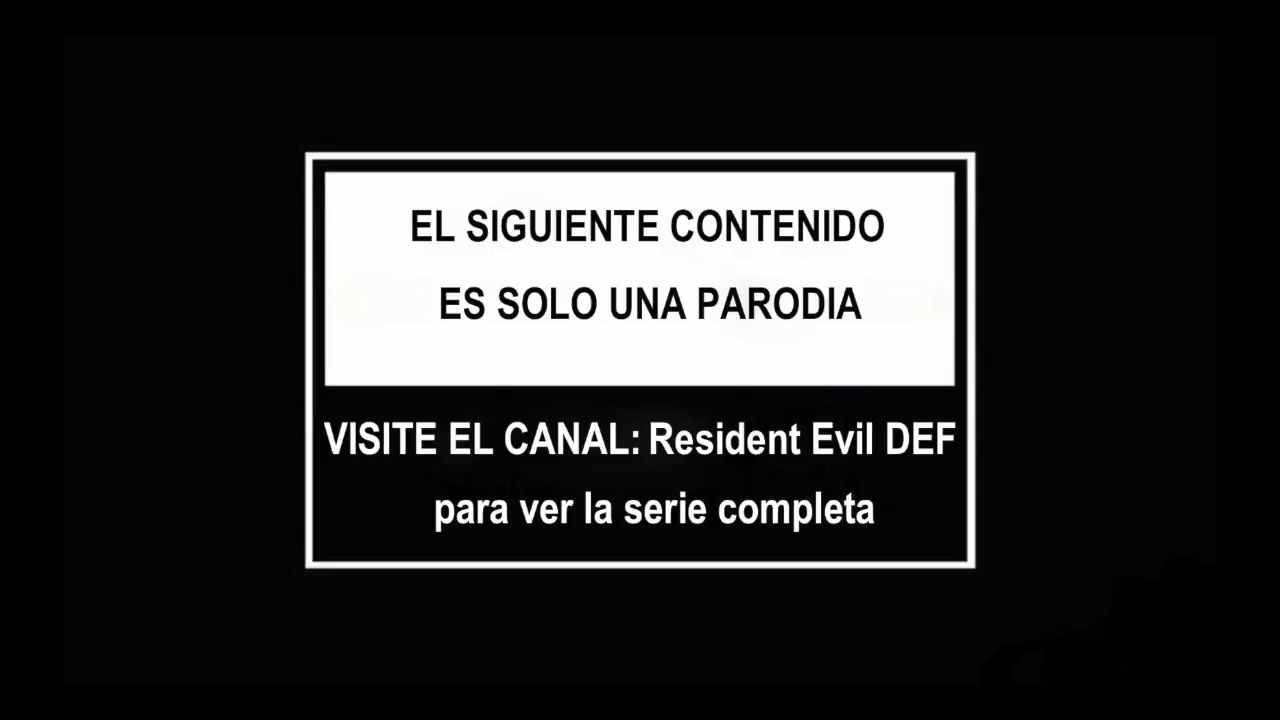 EL SIGUIENTE CONTENIDO
ES SOLO UNA PARODIA
VISITE EL CANAL: Resident Evil DEF
para ver la serie completa